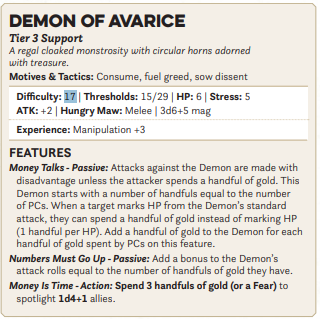 DEMON OF AVARICE
Tier 3 Support
A regal cloaked monstrosity with circular horns adorned
with treasure.
Motives & Tactics: Consume, fuel greed, sow dissent
Difficulty: 17 | Thresholds: 15/29 | HP: 6 | Stress: 5
ATK: +2 | Hungry Maw: Melee | 3d6+5 mag
Experience: Manipulation +3
FEATURES
Money Talks - Passive: Attacks against the Demon are made with
disadvantage unless the attacker spends a handful of gold. This
Demon starts with a number of handfuls equal to the number
of PCs. When a target marks HP from the Demon's standard
attack, they can spend a handful of gold instead of marking HP
(1 handful per HP). Add a handful of gold to the Demon for each
handful of gold spent by PCs on this feature.
Numbers Must Go Up - Passive: Add a bonus to the Demon's
attack rolls equal to the number of handfuls of gold they have.
Money Is Time - Action: Spend 3 handfuls of gold (or a Fear) to
spotlight 1d4+1 allies.